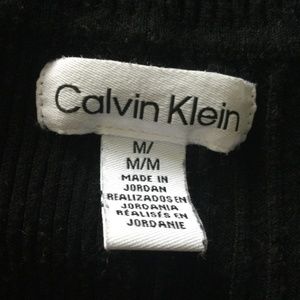 Calvin Klein
M/
M/M
MADE IN
JORDAN
REALIZADOS EN
JORDANIA
RÉALISÉS EN
JORDANIE